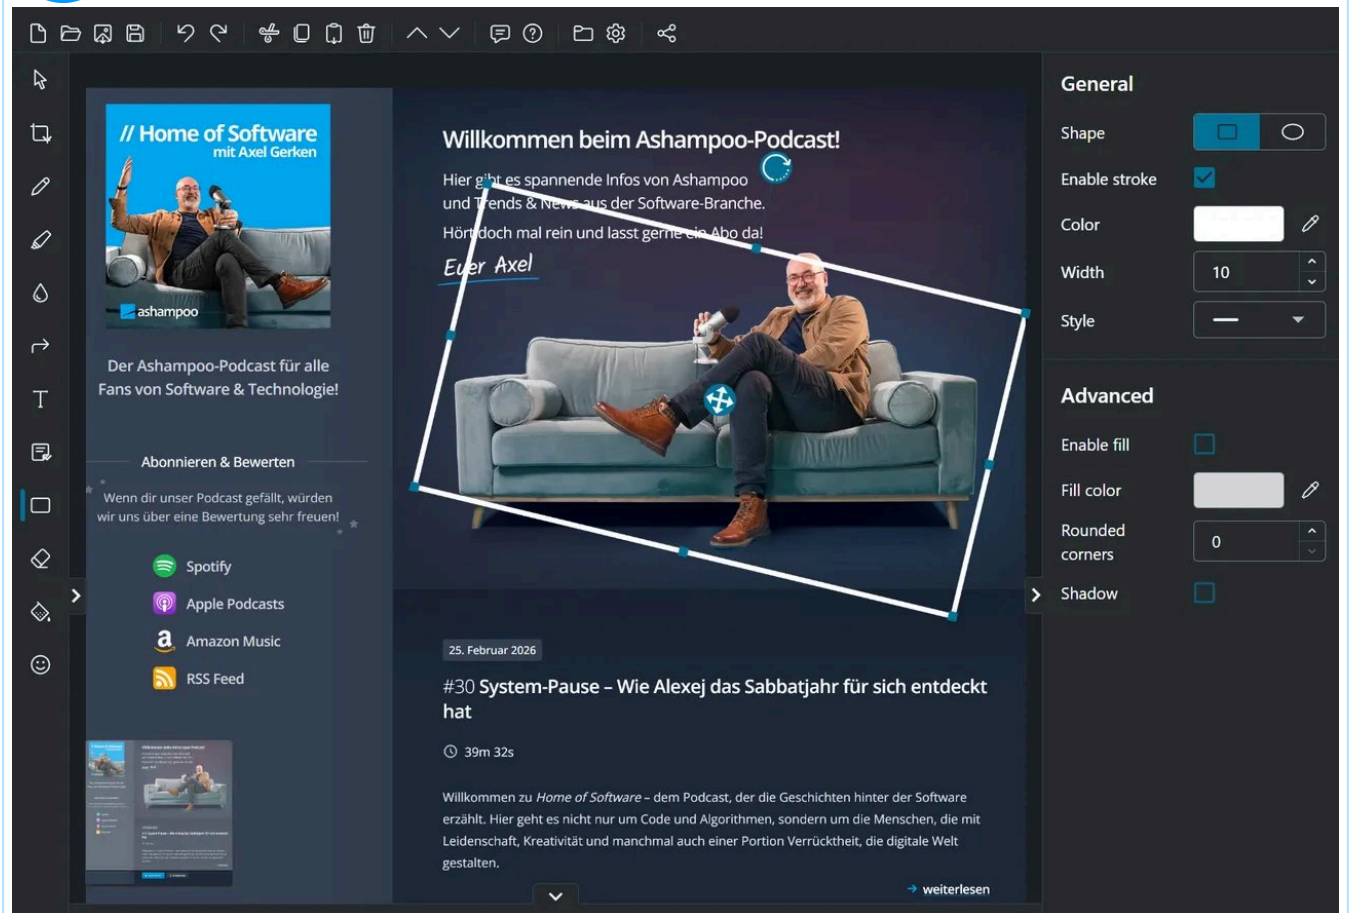 // Home of Software
mit Axel Gerken
ashampoo
Der Ashampoo-Podcast für alle
Fans von Software & Technologie!
Abonnieren & Bewerten
Wenn dir unser Podcast gefällt, würden
wir uns über eine Bewertung sehr freuen!
Spotify
Apple Podcasts
Amazon Music
RSS Feed
Willkommen beim Ashampoo-Podcast!
Hier gibt es spannende Infos von Ashampoo
und Trends & News aus der Software-Branche.
Hört doch mal rein und lasst gerne ein Abo da!
Euer Axel
25. Februar 2026
#30 System-Pause – Wie Alexej das Sabbatjahr für sich entdeckt
hat
39m 32s
Willkommen zu Home of Software – dem Podcast, der die Geschichten hinter der Software
erzählt. Hier geht es nicht nur um Code und Algorithmen, sondern um die Menschen, die mit
Leidenschaft, Kreativität und manchmal auch einer Portion Verrücktheit, die digitale Welt
gestalten.
→ weiterlesen
General
Shape
Enable stroke
Color
Width 10
Style
Advanced
Enable fill
Fill color
Rounded
corners 0
Shadow